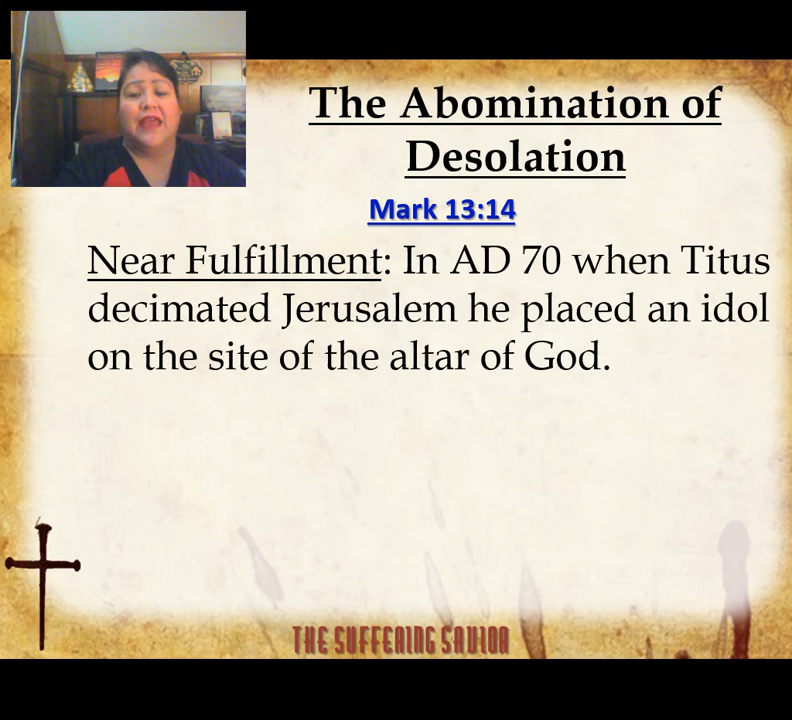 The Abomination of
Desolation
Mark 13:14
Near Fulfillment: In AD 70 when Titus
decimated Jerusalem he placed an idol
on the site of the altar of God.
THE SUFFERING SAVIOR